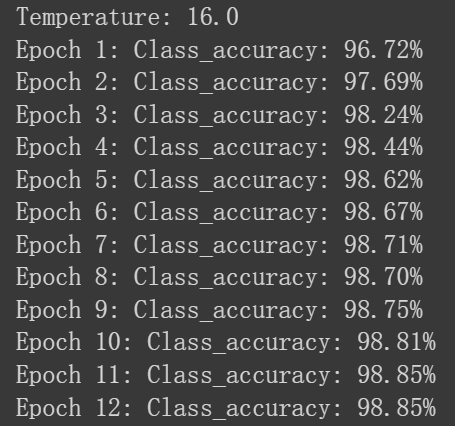 Temperature: 16.0
Epoch 1: Class_accuracy: 96.72%
Epoch 2: Class_accuracy: 97.69%
Epoch 3: Class_accuracy: 98.24%
Epoch 4: Class_accuracy: 98.44%
Epoch 5: Class_accuracy: 98.62%
Epoch 6: Class_accuracy: 98.67%
Epoch 7: Class_accuracy: 98.71%
Epoch 8: Class_accuracy: 98.70%
Epoch 9: Class_accuracy: 98.75%
Epoch 10: Class_accuracy: 98.81%
Epoch 11: Class_accuracy: 98.85%
Epoch 12: Class_accuracy: 98.85%